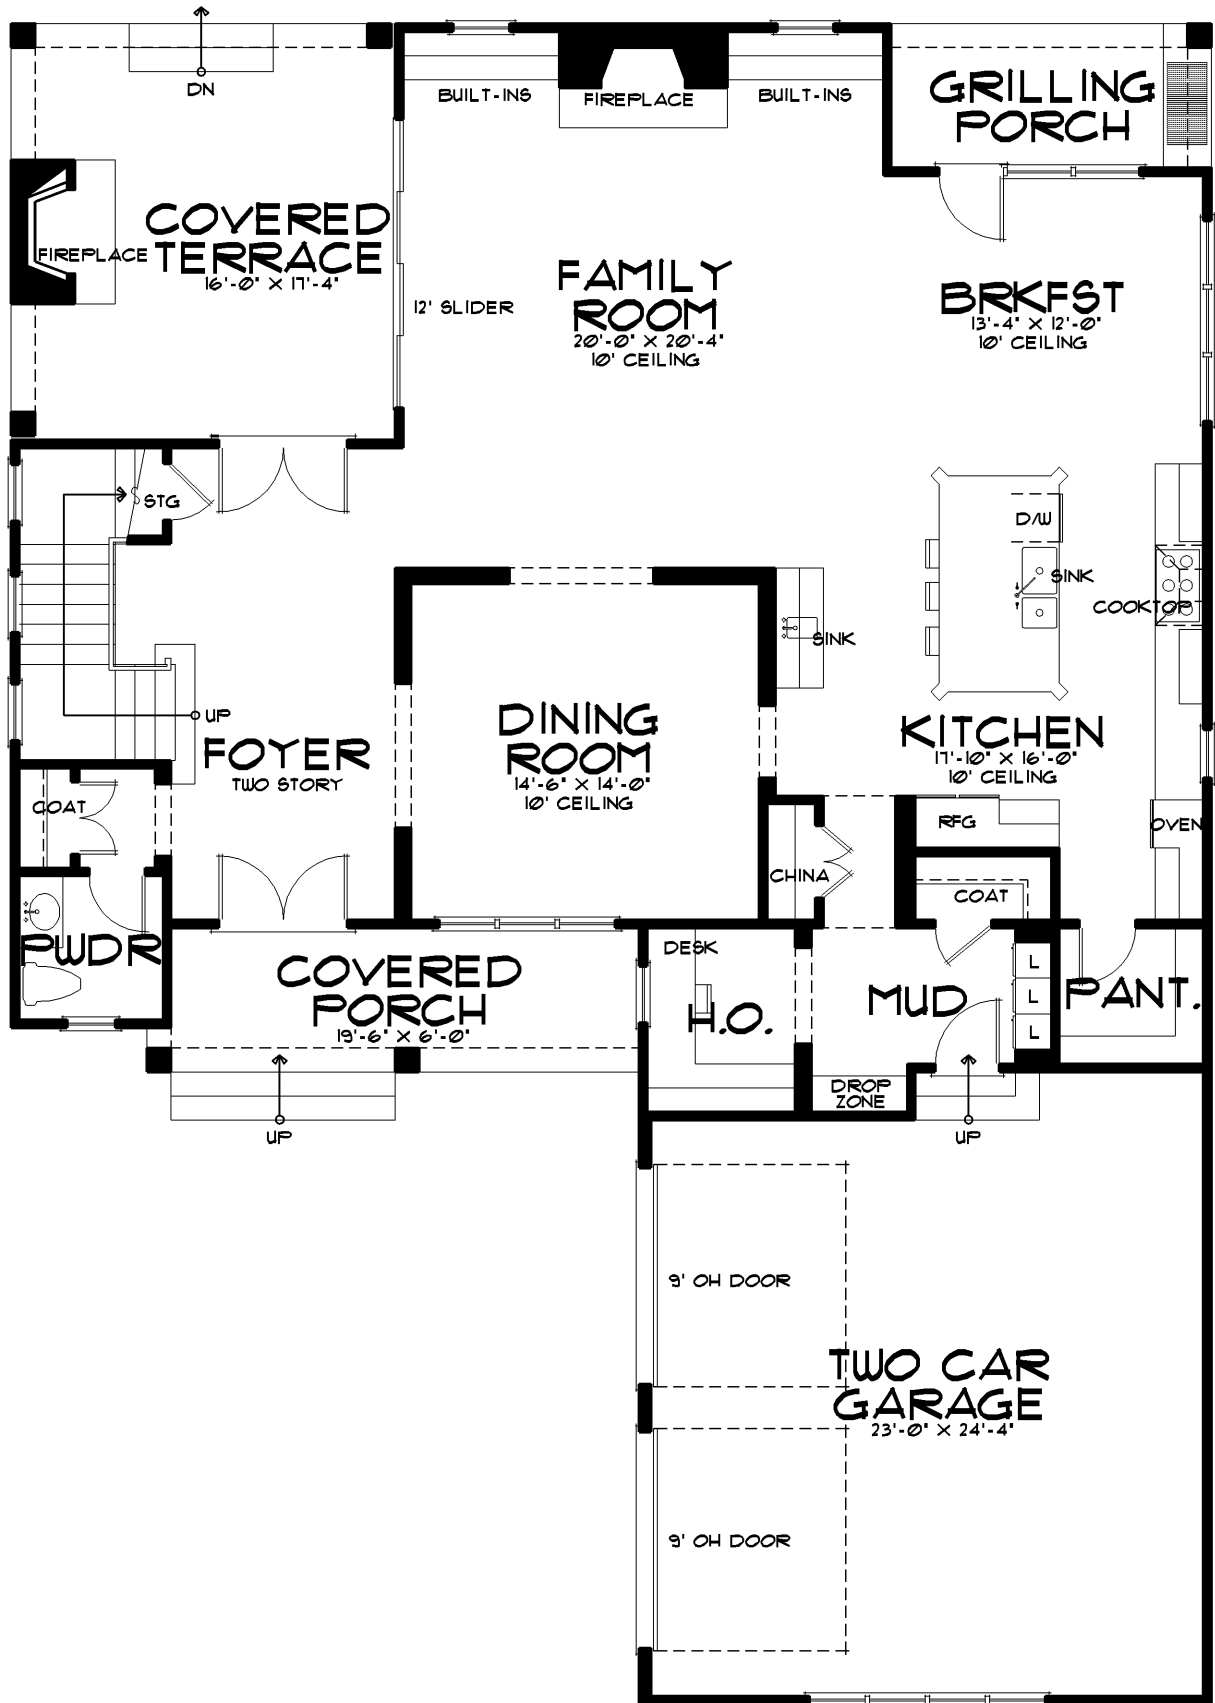 DN
BUILT-INS
FIREPLACE
BUILT-INS
GRILLING
PORCH
COVERED
TERRACE
16'-0" X 17'-4"
FIREPLACE
12' SLIDER
FAMILY
ROOM
20'-0" X 20'-4"
10' CEILING
BRKFST
13'-4" X 12'-0"
10' CEILING
STG
D/W
SINK
COOKTOP
SINK
UP
FOYER
TWO STORY
DINING
ROOM
14'-6" X 14'-0"
10' CEILING
KITCHEN
17'-10" X 16'-0"
10' CEILING
COAT
RFG
OVEN
CHINA
COAT
PWDR
COVERED
PORCH
19'-6" X 6'-0"
DESK
H.O.
MUD
L
L
L
PANT.
DROP
ZONE
UP
UP
9' OH DOOR
TWO CAR
GARAGE
23'-0" X 24'-4"
9' OH DOOR